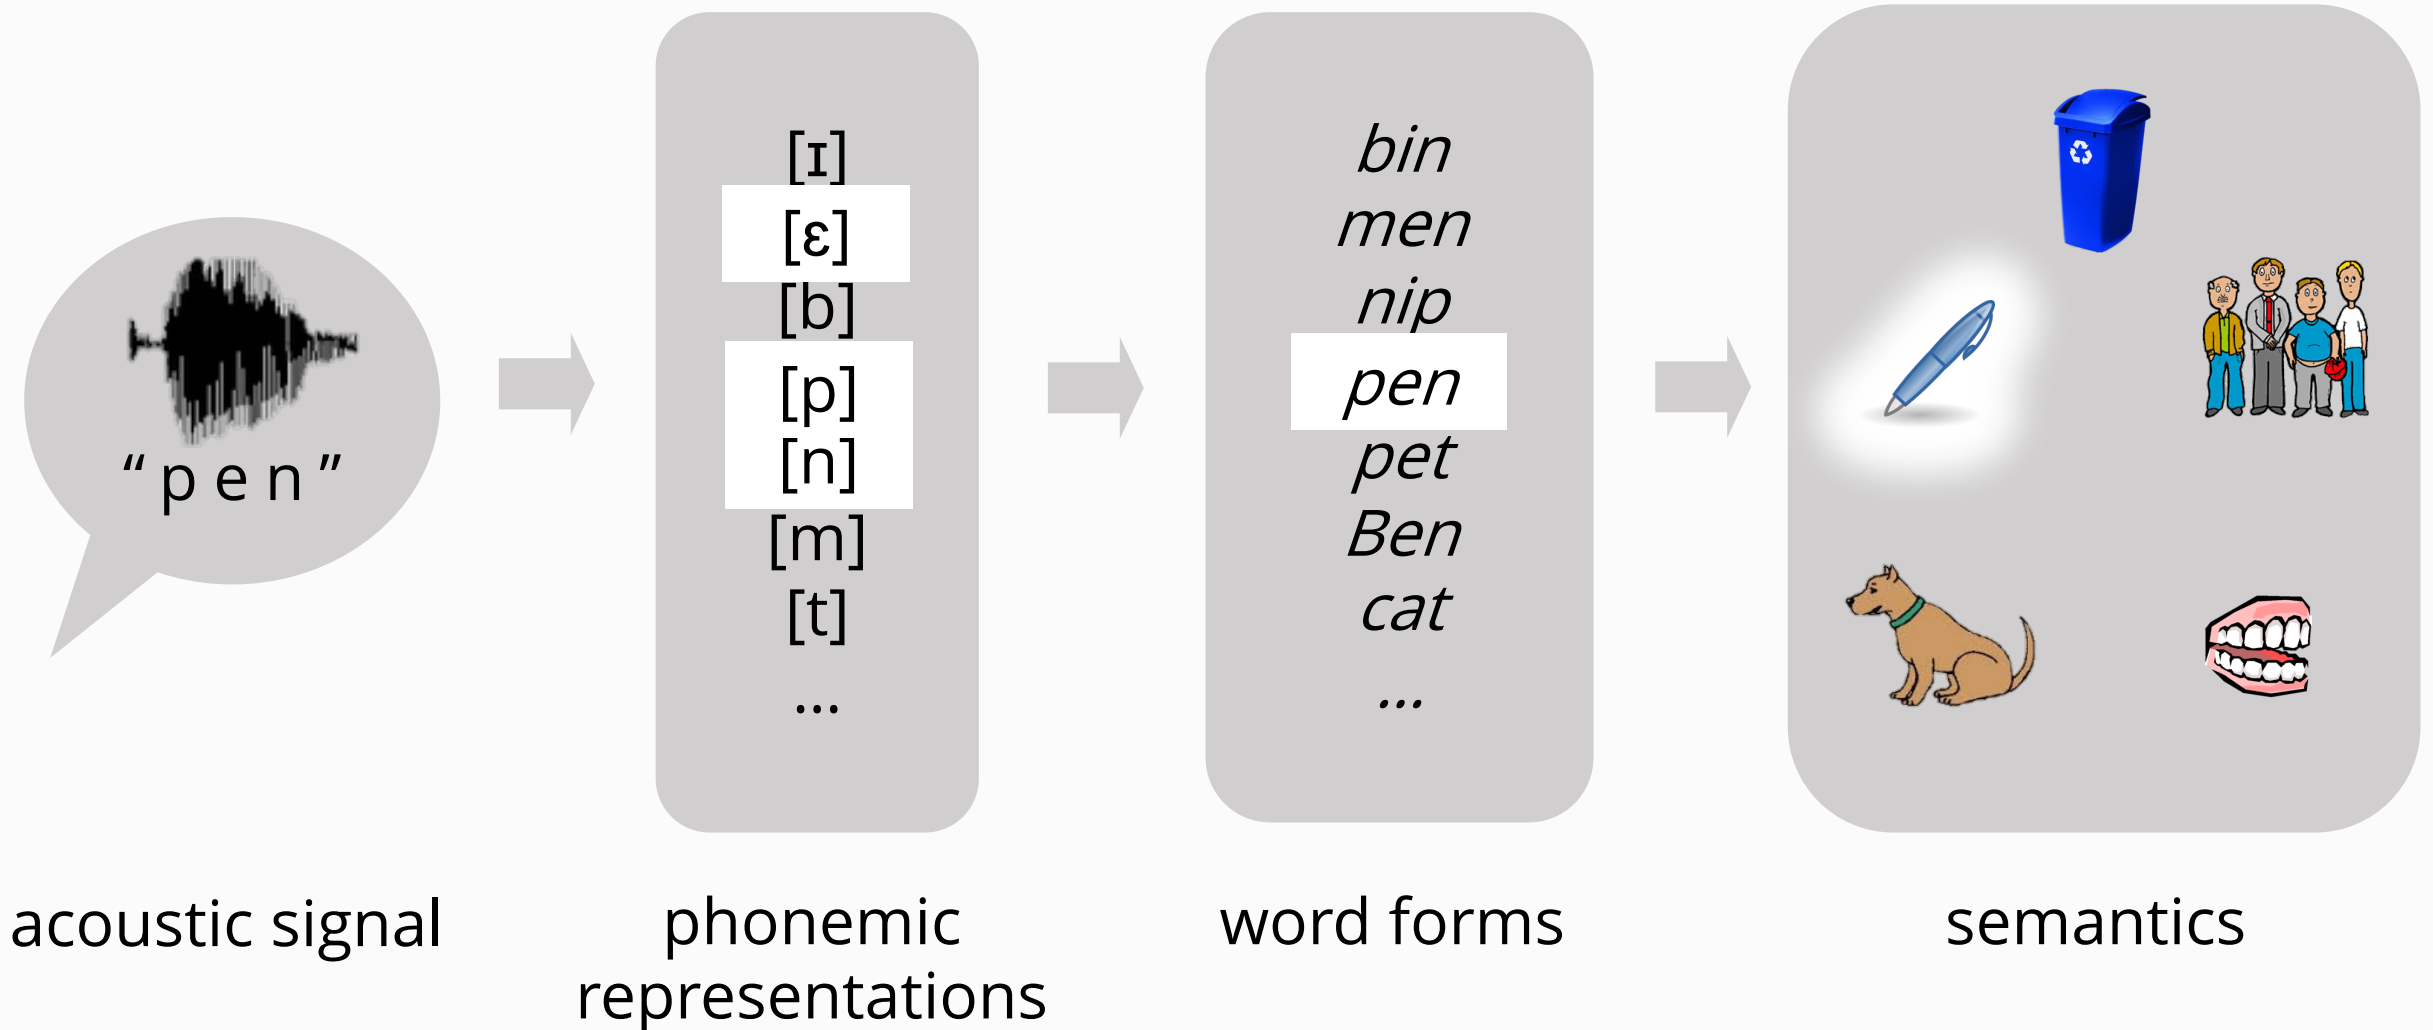 “pen”
[ɪ]
[ɛ]
[b]
[p]
[n]
[m]
[t]
...
bin
men
nip
pen
pet
Ben
cat
...
acoustic signal
phonemic
representations
word forms
semantics